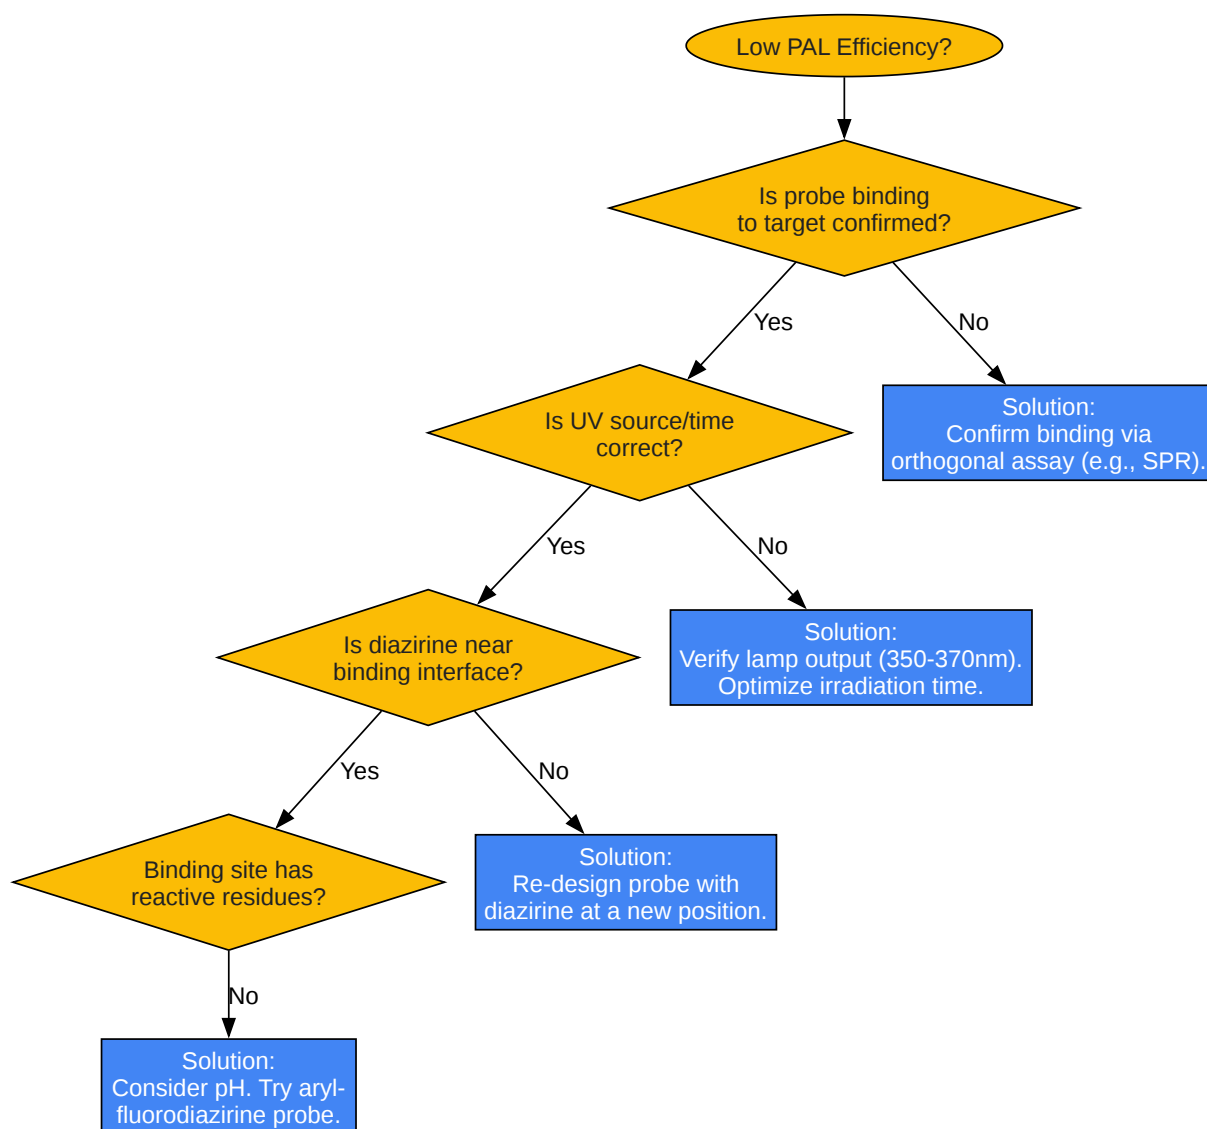 Low PAL Efficiency?
Is probe binding
to target confirmed?
Yes
No
Is UV source/time
correct?
Solution:
Confirm binding via
orthogonal assay (e.g., SPR).
Yes
No
Is diazirine near
binding interface?
Solution:
Verify lamp output (350-370nm).
Optimize irradiation time.
Yes
No
Binding site has
reactive residues?
Solution:
Re-design probe with
diazirine at a new position.
No
Solution:
Consider pH. Try aryl-
fluorodiazirine probe.